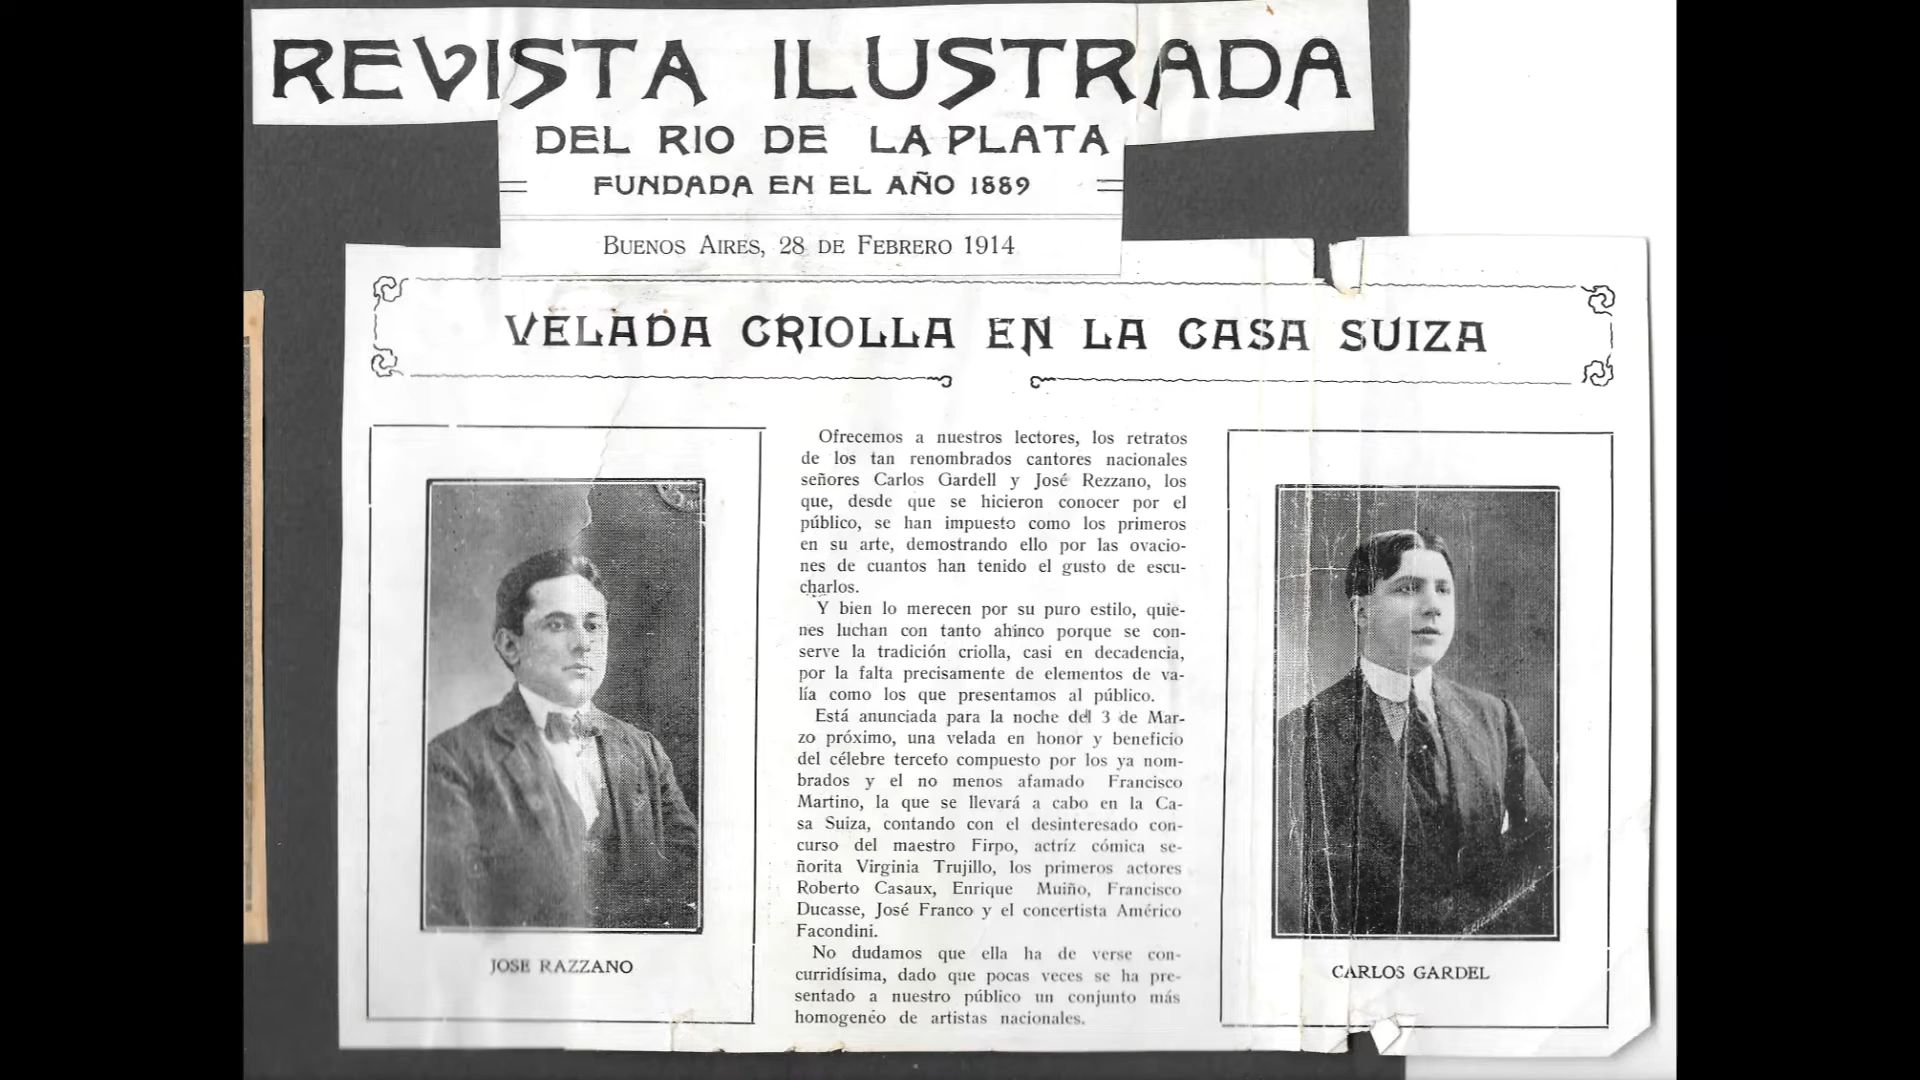 REVISTA ILUSTRADA
DEL RIO DE LA PLATA
FUNDADA EN EL AÑO 1889
BUENOS AIRES, 28 DE FEBRERO 1914
VELADA CRIOLLA EN LA CASA SUIZA
JOSE RAZZANO
Ofrecemos a nuestros lectores, los retratos
de los tan renombrados cantores nacionales
señores Carlos Gardell y José Rezzano, los
que, desde que se hicieron conocer por el
público, se han impuesto como los primeros
en su arte, demostrando ello por las ovacio-
nes de cuantos han tenido el gusto de escu-
charlos.
Y bien lo merecen por su puro estilo, quie-
nes luchan con tanto ahinco porque se con-
serve la tradición criolla, casi en decadencia,
por la falta precisamente de elementos de va-
lía como los que presentamos al público.
Está anunciada para la noche del 3 de Mar-
zo próximo, una velada en honor y beneficio
del célebre terceto compuesto por los ya nom-
brados y el no menos afamado Francisco
Martino, la que se llevará a cabo en la Ca-
sa Suiza, contando con el desinteresado con-
curso del maestro Firpo, actríz cómica se-
ñorita Virginia Trujillo, los primeros actores
Roberto Casaux, Enrique Muiño, Francisco
Ducasse, José Franco y el concertista Américo
Facondini.
No dudamos que ella ha de verse con-
curridísima, dado que pocas veces se ha pre-
sentado a nuestro público un conjunto más
homogenéo de artistas nacionales.
CARLOS GARDEL